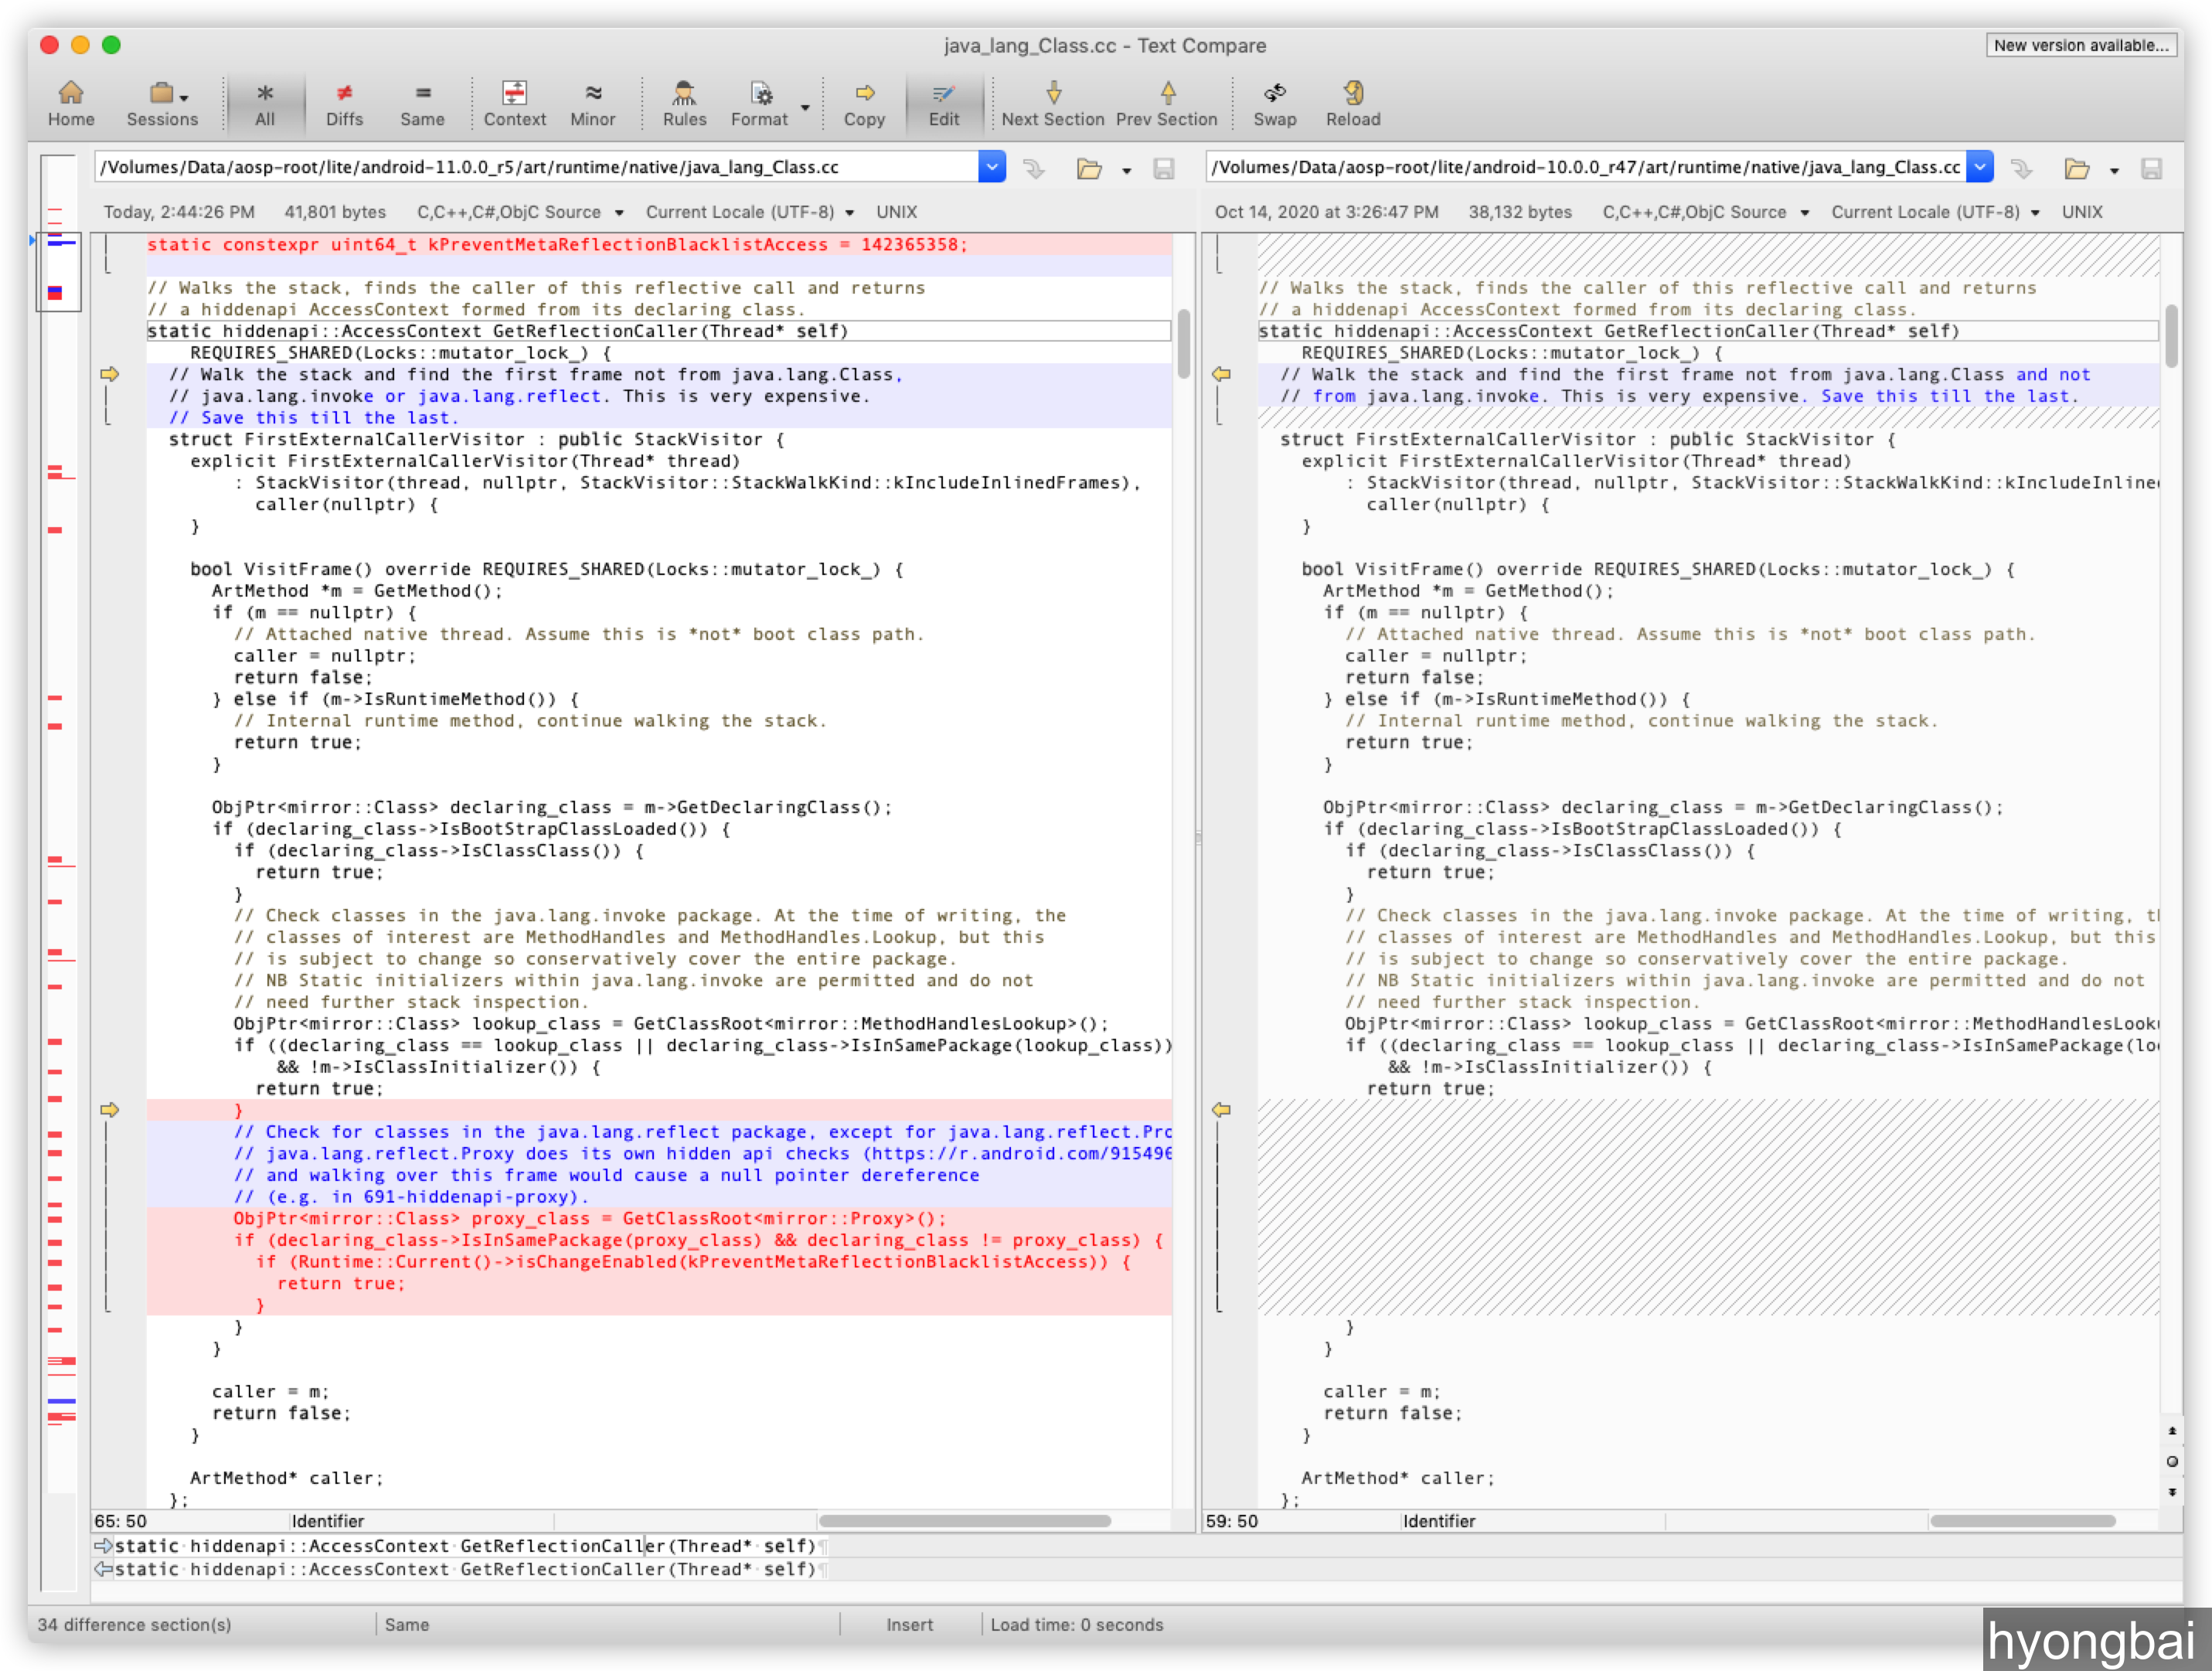 java_lang_Class.cc - Text Compare
New version available...
Home Sessions All Diffs Same Context Minor Rules Format Copy Edit Next Section Prev Section Swap Reload
/Volumes/Data/aosp-root/lite/android-11.0.0_r5/art/runtime/native/java_lang_Class.cc
Today, 2:44:26 PM 41,801 bytes C,C++,C#,ObjC Source Current Locale (UTF-8) UNIX
static constexpr uint64_t kPreventMetaReflectionBlacklistAccess = 142365358;
// Walks the stack, finds the caller of this reflective call and returns
// a hiddenapi AccessContext formed from its declaring class.
static hiddenapi::AccessContext GetReflectionCaller(Thread* self)
REQUIRES_SHARED(Locks::mutator_lock_) {
// Walk the stack and find the first frame not from java.lang.Class,
// java.lang.invoke or java.lang.reflect. This is very expensive.
// Save this till the last.
struct FirstExternalCallerVisitor : public StackVisitor {
explicit FirstExternalCallerVisitor(Thread* thread)
: StackVisitor(thread, nullptr, StackVisitor::StackWalkKind::kIncludeInlinedFrames),
caller(nullptr) {
}
bool VisitFrame() override REQUIRES_SHARED(Locks::mutator_lock_) {
ArtMethod *m = GetMethod();
if (m == nullptr) {
// Attached native thread. Assume this is *not* boot class path.
caller = nullptr;
return false;
} else if (m->IsRuntimeMethod()) {
// Internal runtime method, continue walking the stack.
return true;
}
ObjPtr<mirror::Class> declaring_class = m->GetDeclaringClass();
if (declaring_class->IsBootStrapClassLoaded()) {
if (declaring_class->IsClassClass()) {
return true;
}
// Check classes in the java.lang.invoke package. At the time of writing, the
// classes of interest are MethodHandles and MethodHandles.Lookup, but this
// is subject to change so conservatively cover the entire package.
// NB Static initializers within java.lang.invoke are permitted and do not
// need further stack inspection.
ObjPtr<mirror::Class> lookup_class = GetClassRoot<mirror::MethodHandlesLookup>();
if ((declaring_class == lookup_class || declaring_class->IsInSamePackage(lookup_class))
&& !m->IsClassInitializer()) {
return true;
}
// Check for classes in the java.lang.reflect package, except for java.lang.reflect.Pro
// java.lang.reflect.Proxy does its own hidden api checks (https://r.android.com/915496
// and walking over this frame would cause a null pointer dereference
// (e.g. in 691-hiddenapi-proxy).
ObjPtr<mirror::Class> proxy_class = GetClassRoot<mirror::Proxy>();
if (declaring_class->IsInSamePackage(proxy_class) && declaring_class != proxy_class) {
if (Runtime::Current()->isChangeEnabled(kPreventMetaReflectionBlacklistAccess)) {
return true;
}
}
}
caller = m;
return false;
}
ArtMethod* caller;
};
65: 50 Identifier
/Volumes/Data/aosp-root/lite/android-10.0.0_r47/art/runtime/native/java_lang_Class.cc
Oct 14, 2020 at 3:26:47 PM 38,132 bytes C,C++,C#,ObjC Source Current Locale (UTF-8) UNIX
// Walks the stack, finds the caller of this reflective call and returns
// a hiddenapi AccessContext formed from its declaring class.
static hiddenapi::AccessContext GetReflectionCaller(Thread* self)
REQUIRES_SHARED(Locks::mutator_lock_) {
// Walk the stack and find the first frame not from java.lang.Class and not
// from java.lang.invoke. This is very expensive. Save this till the last.
struct FirstExternalCallerVisitor : public StackVisitor {
explicit FirstExternalCallerVisitor(Thread* thread)
: StackVisitor(thread, nullptr, StackVisitor::StackWalkKind::kIncludeInline
caller(nullptr) {
}
bool VisitFrame() override REQUIRES_SHARED(Locks::mutator_lock_) {
ArtMethod *m = GetMethod();
if (m == nullptr) {
// Attached native thread. Assume this is *not* boot class path.
caller = nullptr;
return false;
} else if (m->IsRuntimeMethod()) {
// Internal runtime method, continue walking the stack.
return true;
}
ObjPtr<mirror::Class> declaring_class = m->GetDeclaringClass();
if (declaring_class->IsBootStrapClassLoaded()) {
if (declaring_class->IsClassClass()) {
return true;
}
// Check classes in the java.lang.invoke package. At the time of writing, th
// classes of interest are MethodHandles and MethodHandles.Lookup, but this
// is subject to change so conservatively cover the entire package.
// NB Static initializers within java.lang.invoke are permitted and do not
// need further stack inspection.
ObjPtr<mirror::Class> lookup_class = GetClassRoot<mirror::MethodHandlesLook
if ((declaring_class == lookup_class || declaring_class->IsInSamePackage(lo
&& !m->IsClassInitializer()) {
return true;
}
}
caller = m;
return false;
}
ArtMethod* caller;
};
59: 50 Identifier
static hiddenapi::AccessContext GetReflectionCaller(Thread* self)¶
static hiddenapi::AccessContext GetReflectionCaller(Thread* self)¶
34 difference section(s) Same Insert Load time: 0 seconds
hyongbai